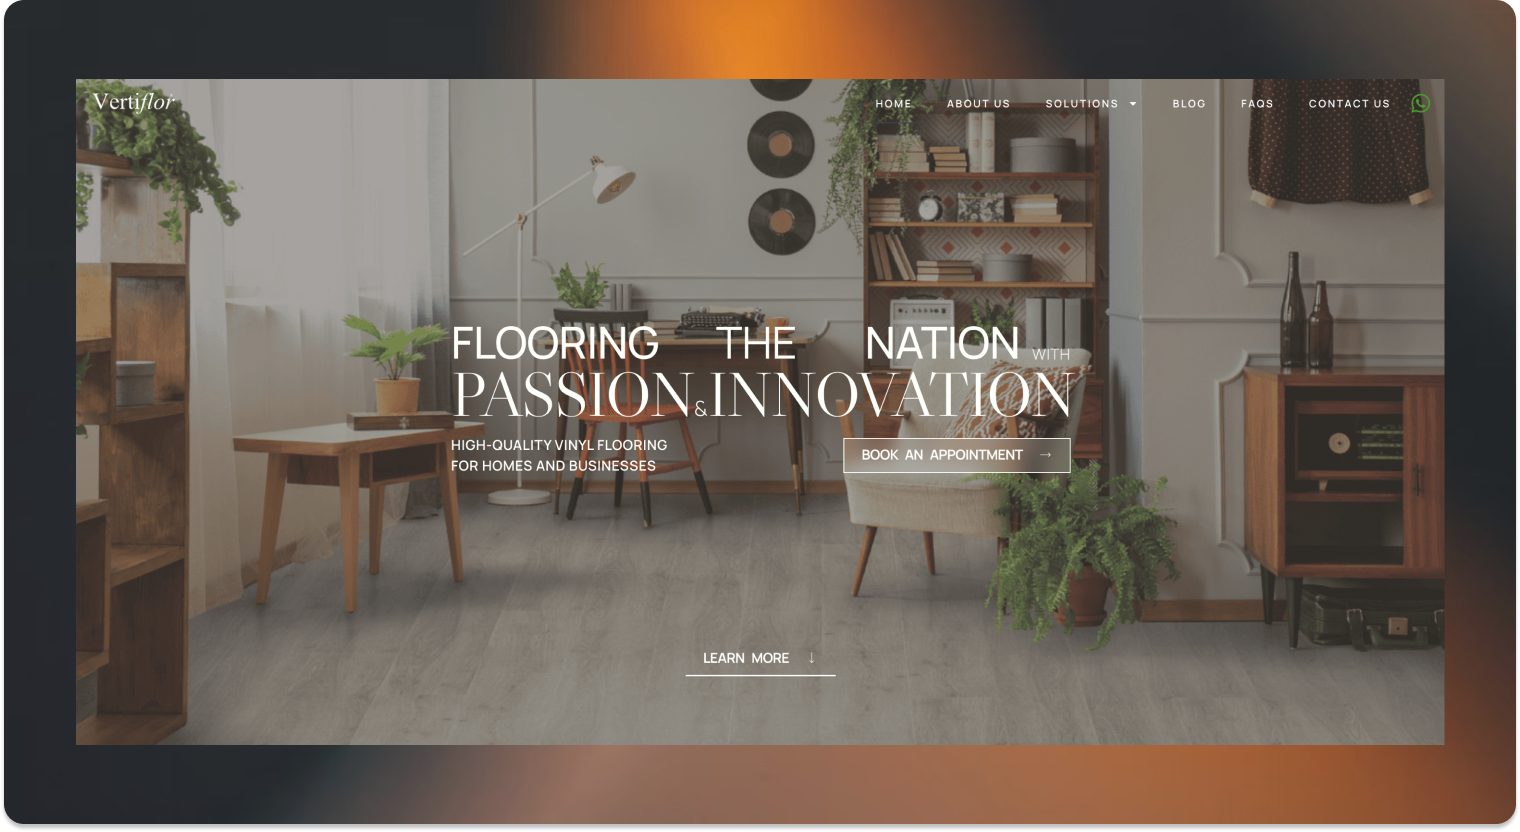 Vertiflor
HOME ABOUT US SOLUTIONS BLOG FAQS CONTACT US
FLOORING THE NATION WITH
PASSION & INNOVATION
HIGH-QUALITY VINYL FLOORING
FOR HOMES AND BUSINESSES
BOOK AN APPOINTMENT →
LEARN MORE ↓